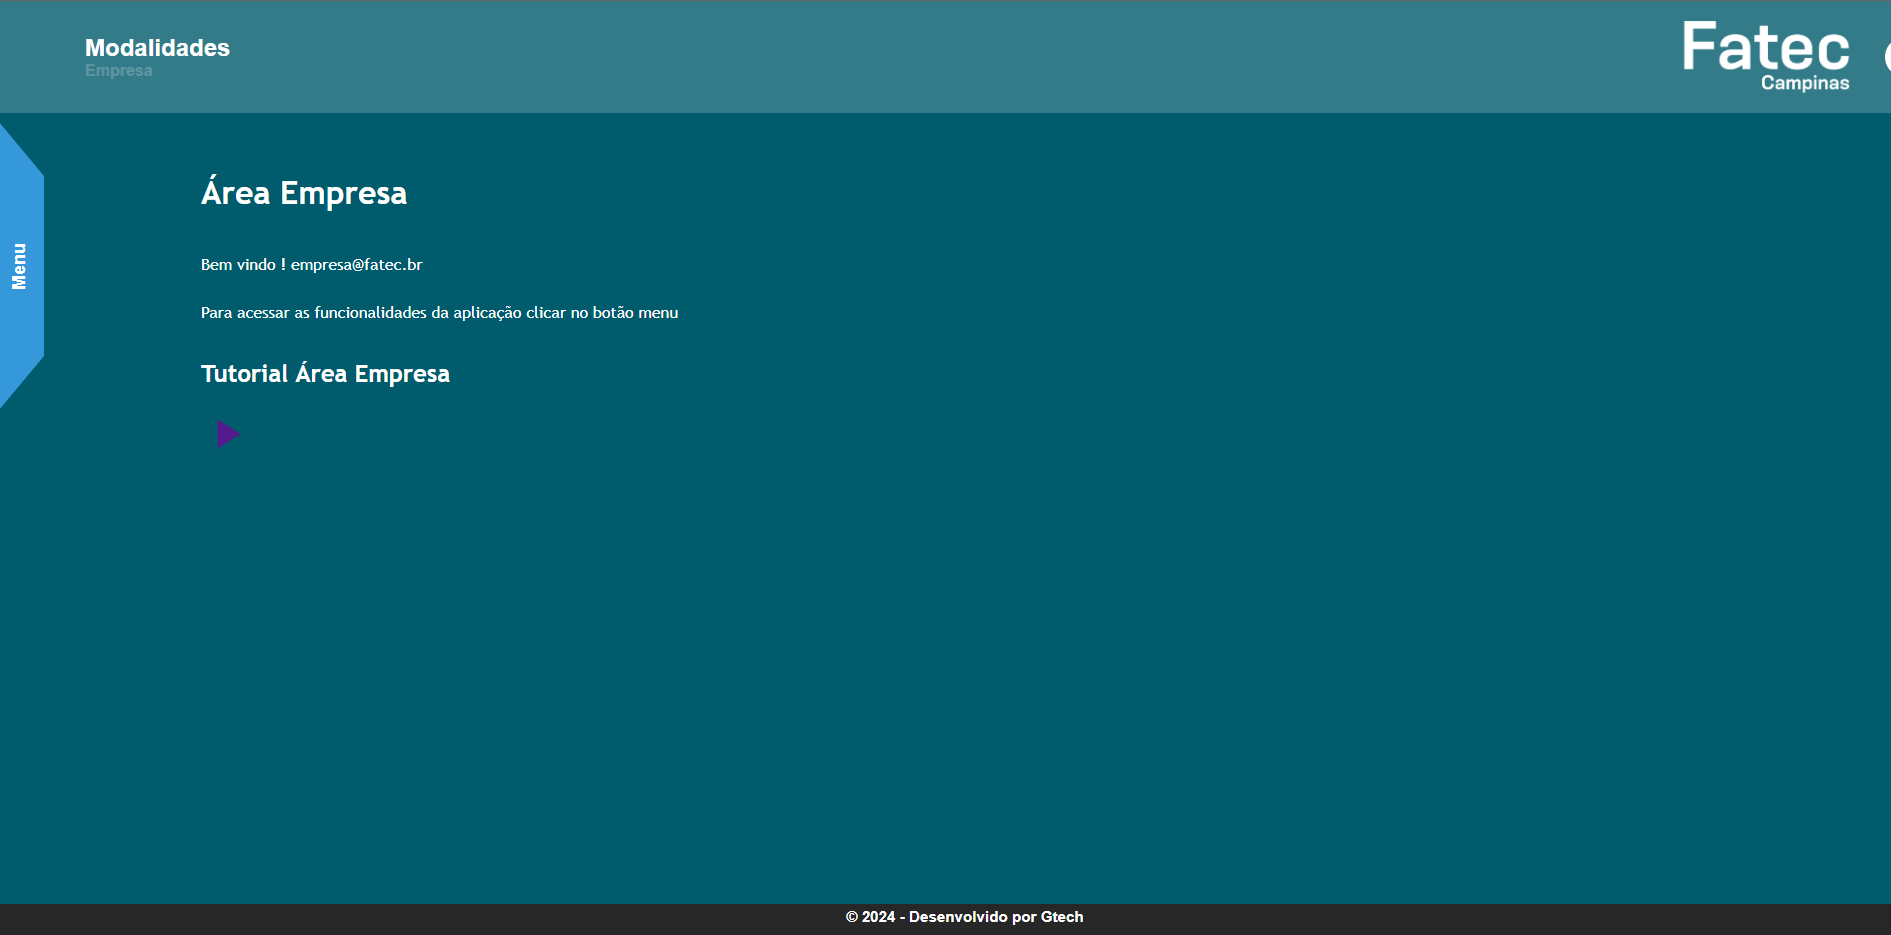 Modalidades
Empresa
Fatec
Campinas
Menu
Área Empresa
Bem vindo ! empresa@fatec.br
Para acessar as funcionalidades da aplicação clicar no botão menu
Tutorial Área Empresa
© 2024 - Desenvolvido por Gtech